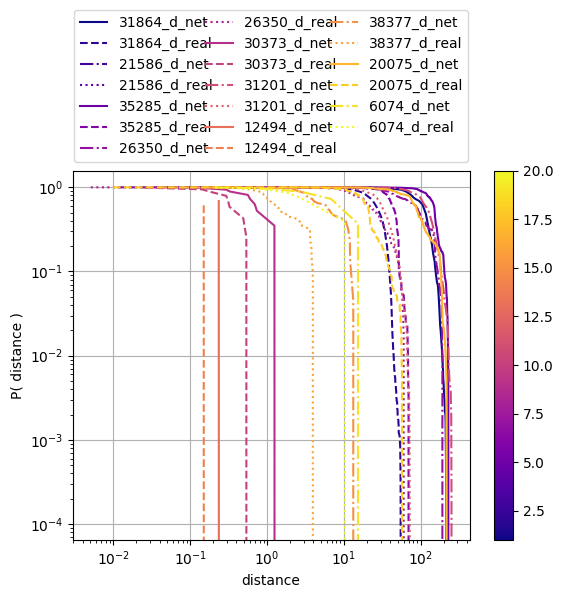 31864_d_net 26350_d_real 38377_d_net
31864_d_real 30373_d_net 38377_d_real
21586_d_net 30373_d_real 20075_d_net
21586_d_real 31201_d_net 20075_d_real
35285_d_net 31201_d_real 6074_d_net
35285_d_real 12494_d_net 6074_d_real
26350_d_net 12494_d_real
20.0
17.5
15.0
12.5
10.0
7.5
5.0
2.5
10⁰
10⁻¹
10⁻²
10⁻³
10⁻⁴
P( distance )
10⁻² 10⁻¹ 10⁰ 10¹ 10²
distance